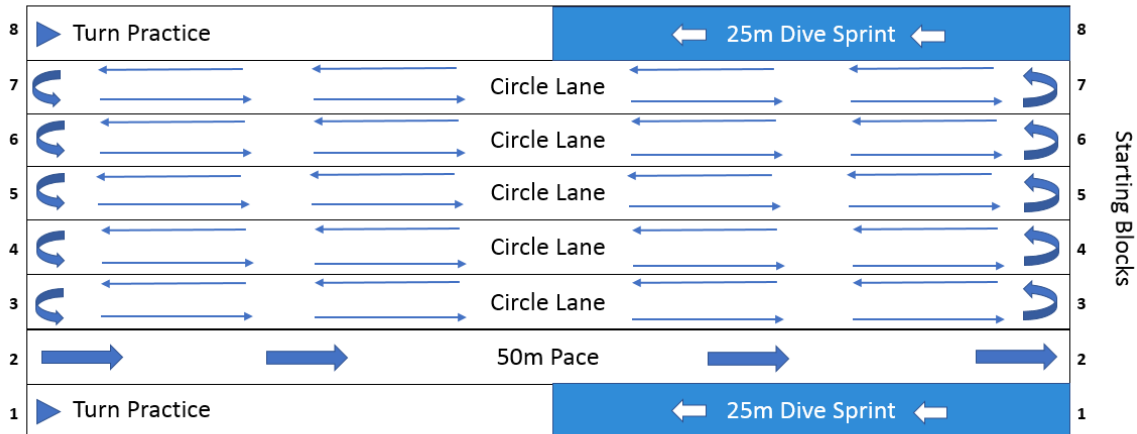 8 Turn Practice 25m Dive Sprint 8
7 Circle Lane 7
6 Circle Lane 6
5 Circle Lane 5
4 Circle Lane 4
3 Circle Lane 3
2 50m Pace 2
1 Turn Practice 25m Dive Sprint 1
Starting Blocks